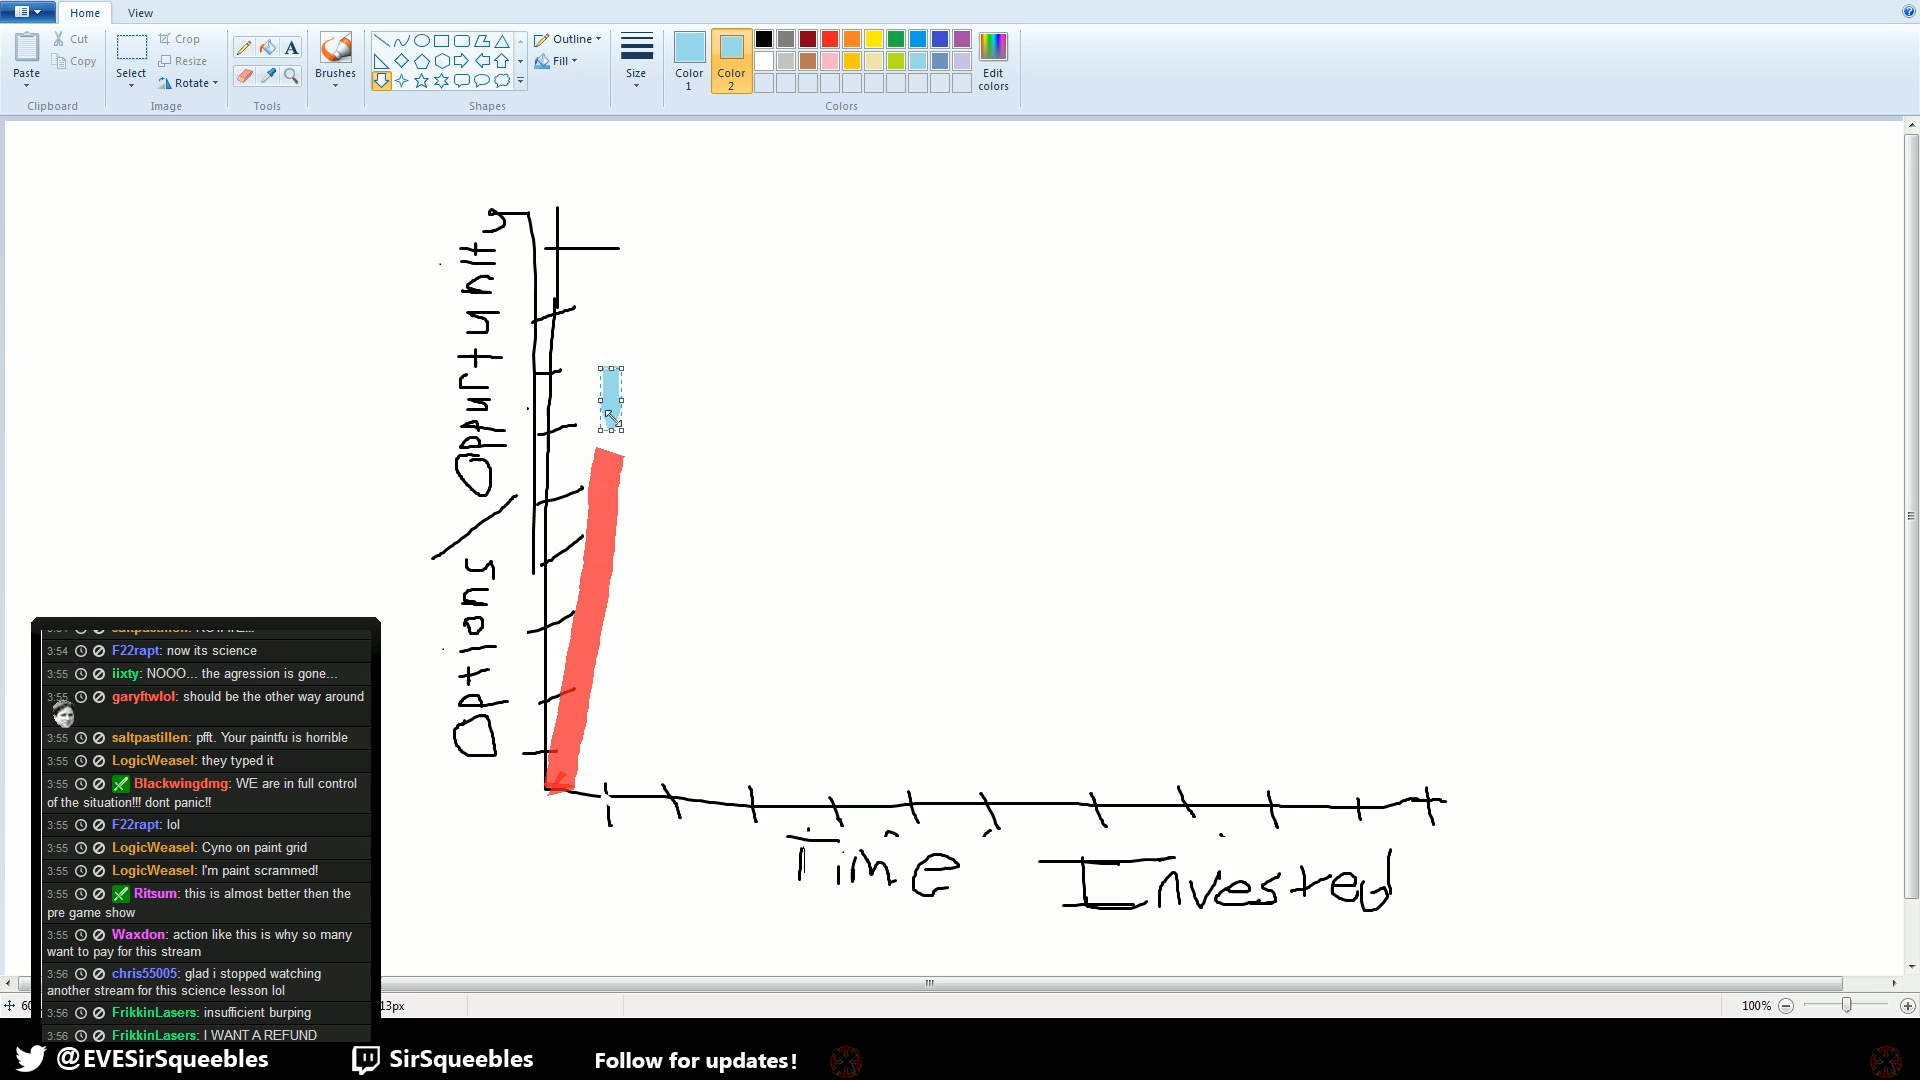 Home
View
Paste
Cut
Copy
Clipboard
Select
Crop
Resize
Rotate
Image
A
Tools
Brushes
Outline
Fill
Shapes
Size
Color
1
Color
2
Edit
colors
Colors
Options / Oppurtunity
Time Invested
3:54 F22rapt: now its science
3:55 iixty: NOOO... the agression is gone...
3:55 garyftwlol: should be the other way around
3:55 saltpastillen: pfft. Your paintfu is horrible
3:55 LogicWeasel: they typed it
3:55 Blackwingdmg: WE are in full control
of the situation!!! dont panic!!
3:55 F22rapt: lol
3:55 LogicWeasel: Cyno on paint grid
3:55 LogicWeasel: I'm paint scrammed!
3:55 Ritsum: this is almost better then the
pre game show
3:55 Waxdon: action like this is why so many
want to pay for this stream
3:56 chris55005: glad i stopped watching
another stream for this science lesson lol
3:56 FrikkinLasers: insufficient burping
3:56 FrikkinLasers: I WANT A REFUND
13px
100%
@EVESirSqueebles
SirSqueebles
Follow for updates!